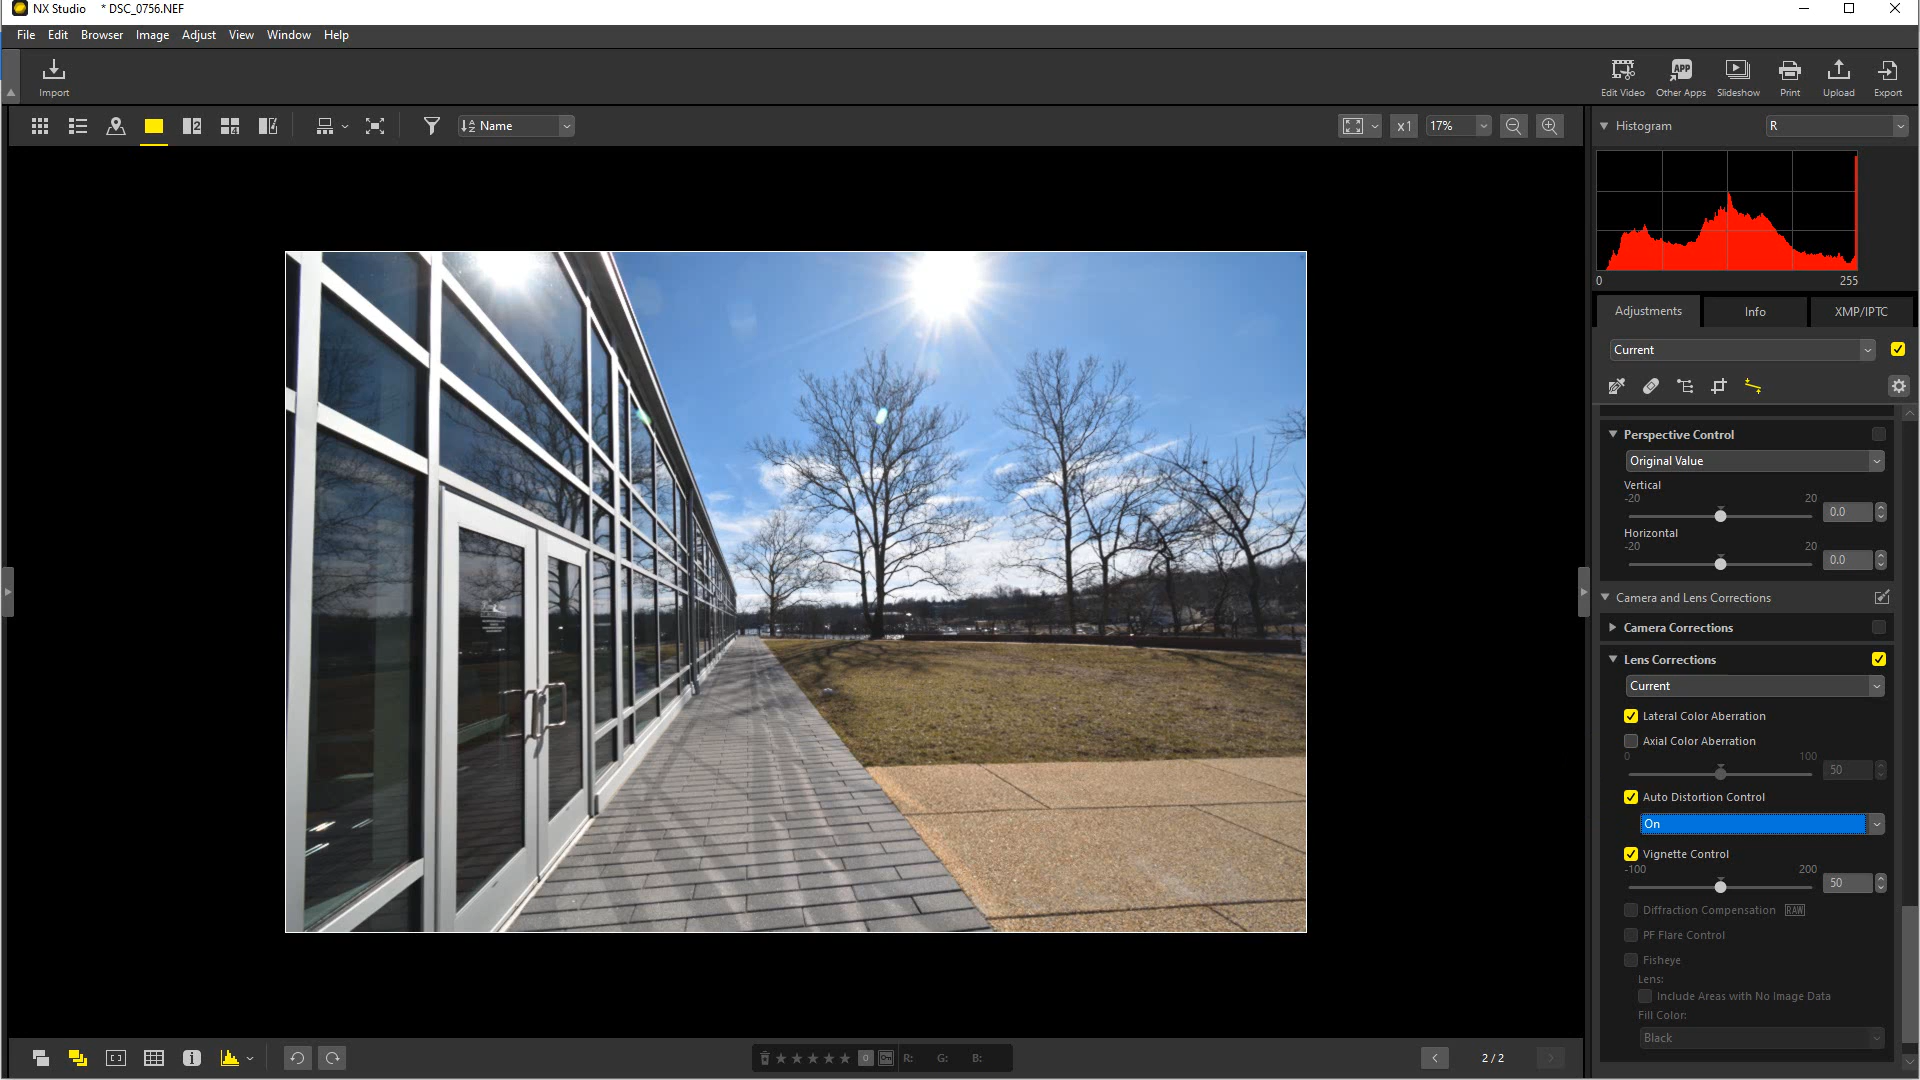 NX Studio * DSC_0756.NEF
File Edit Browser Image Adjust View Window Help
Import
Edit Video Other Apps Slideshow Print Upload Export
APP
2 4 Name x1 17%
Histogram R
0 255
Adjustments Info XMP/IPTC
Current
Perspective Control
Original Value
Vertical
-20 20
0.0
Horizontal
-20 20
0.0
Camera and Lens Corrections
Camera Corrections
Lens Corrections
Current
Lateral Color Aberration
Axial Color Aberration
0 100
50
Auto Distortion Control
On
Vignette Control
-100 200
50
Diffraction Compensation RAW
PF Flare Control
Fisheye
Lens:
Include Areas with No Image Data
Fill Color:
Black
0 R: G: B:
2 / 2